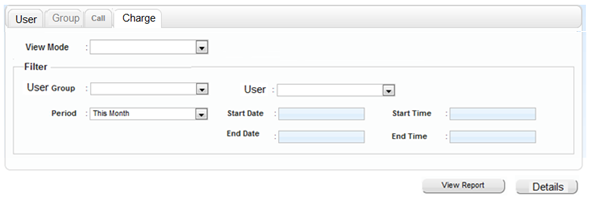 User Group Call Charge
View Mode :
Filter
User Group : User :
Period : This Month Start Date : Start Time :
End Date : End Time :
View Report Details